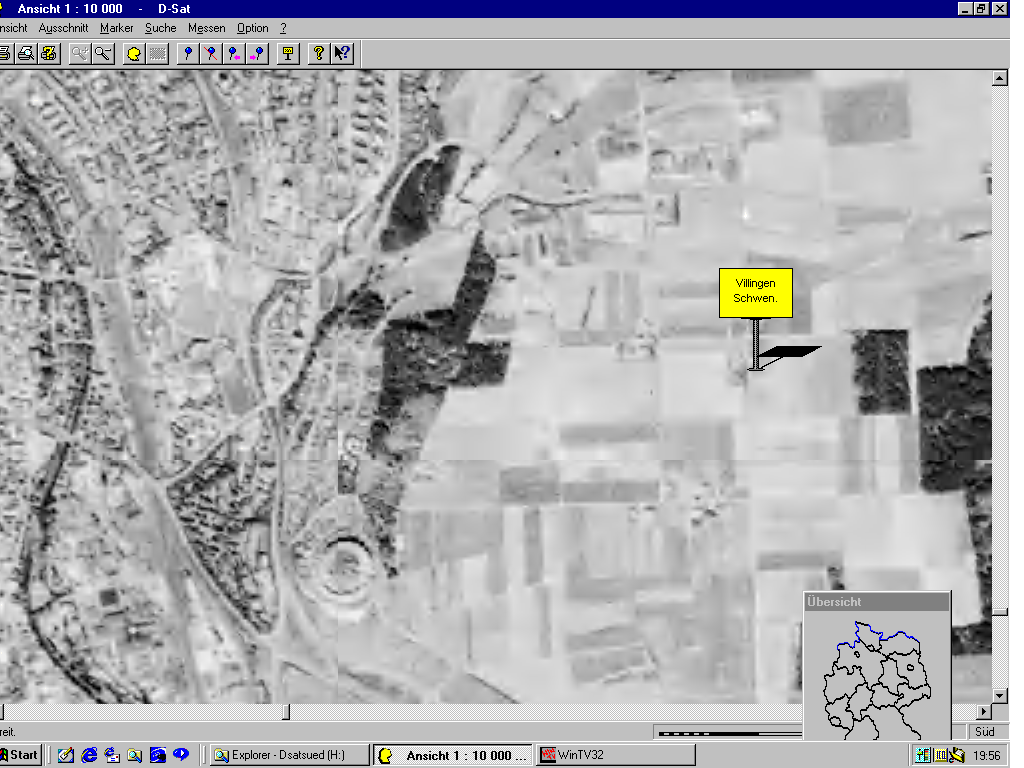 Ansicht 1 : 10 000 - D-Sat
nsicht Ausschnitt Marker Suche Messen Option ?
Villingen
Schwen.
Übersicht
reit.
Süd
Start
Explorer - Dsatsued (H:)
Ansicht 1 : 10 000 ...
WinTV32
19:56